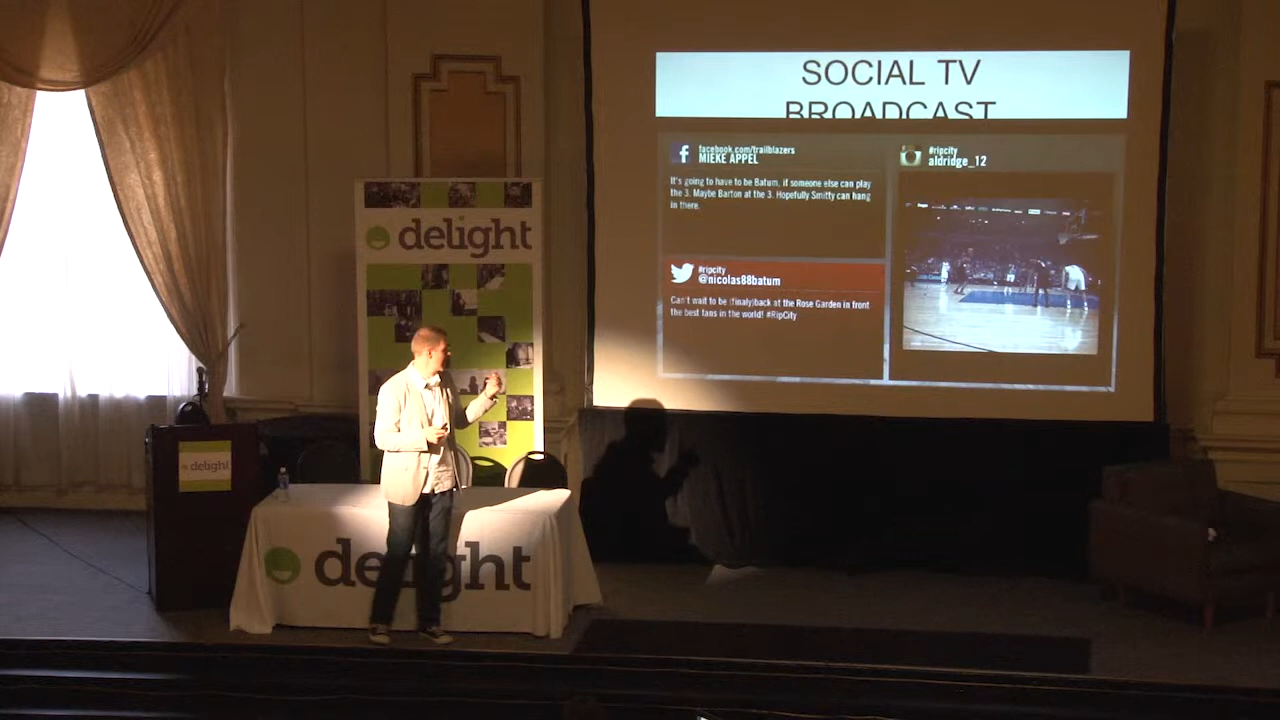 SOCIAL TV
BROADCAST
facebook.com/trailblazers
MIEKE APPEL
It's going to have to be Batum, if someone else can play
the 3. Maybe Barton at the 3. Hopefully Smitty can hang
in there.
#ripcity
aldridge_12
#ripcity
@nicolas88batum
Can't wait to be (finaly)back at the Rose Garden in front
the best fans in the world! #RipCity
delight
delight
delight